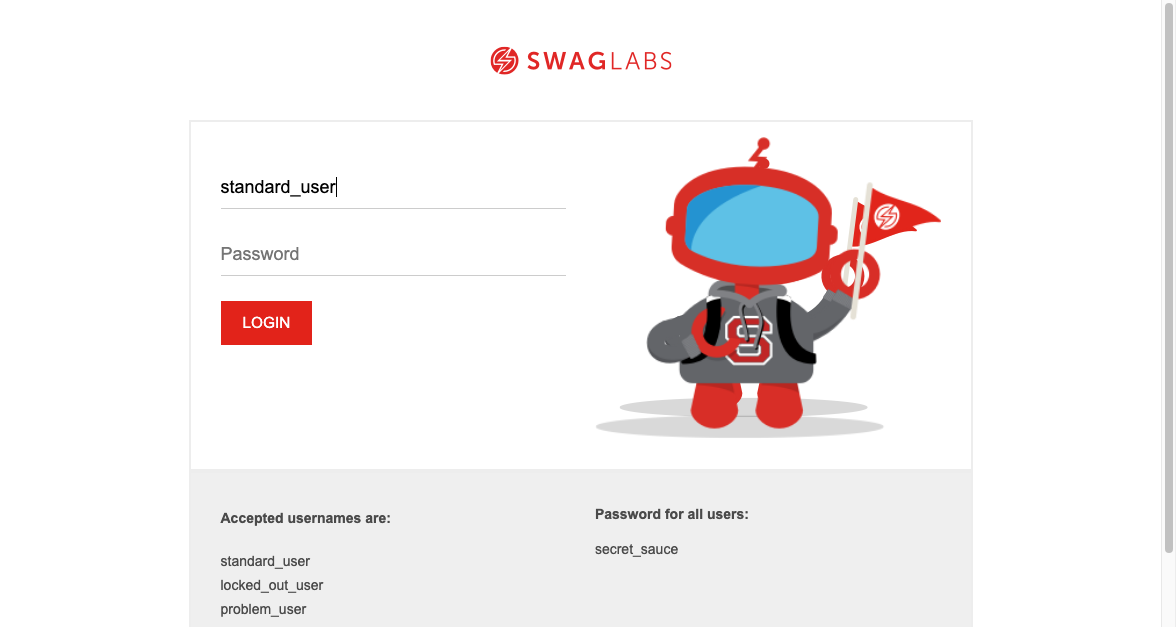 SWAGLABS
standard_user
Password
LOGIN
S
Accepted usernames are:
standard_user
locked_out_user
problem_user
Password for all users:
secret_sauce